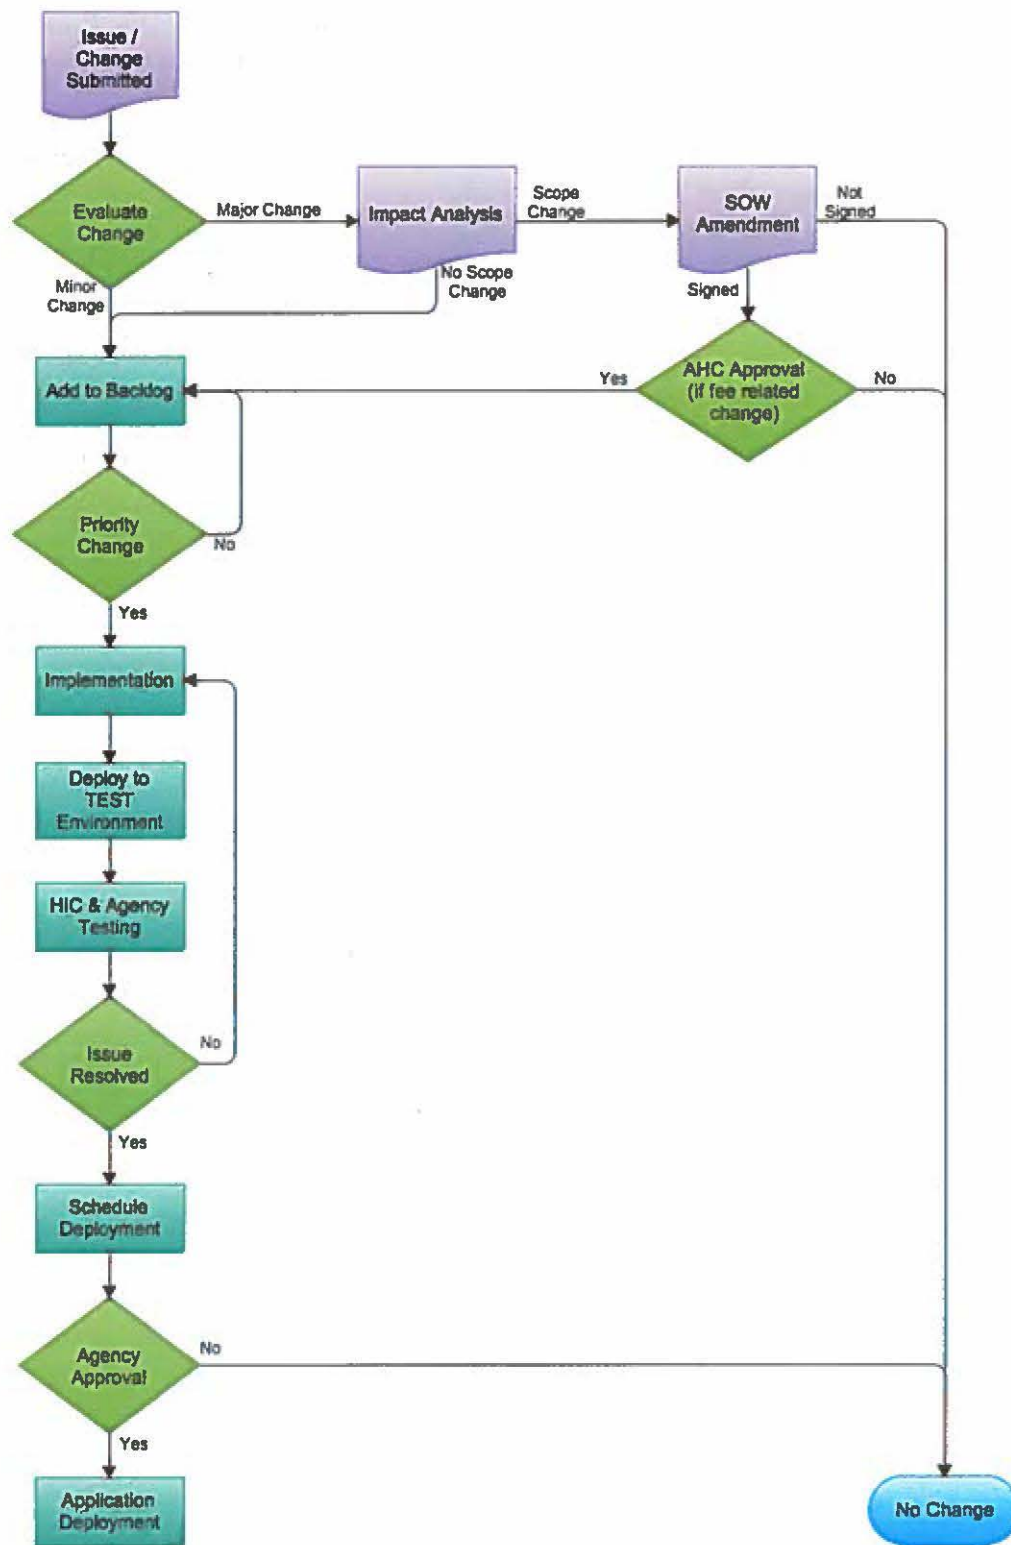 Issue /
Change
Submitted
Evaluate
Change
Major Change
Impact Analysis
Scope
Change
SOW
Amendment
Not
Signed
Minor
Change
No Scope
Change
Signed
Add to Backlog
Yes
AHC Approval
(if fee related
change)
No
Priority
Change
No
Yes
Implementation
Deploy to
TEST
Environment
HIC & Agency
Testing
Issue
Resolved
No
Yes
Schedule
Deployment
Agency
Approval
No
Yes
Application
Deployment
No Change